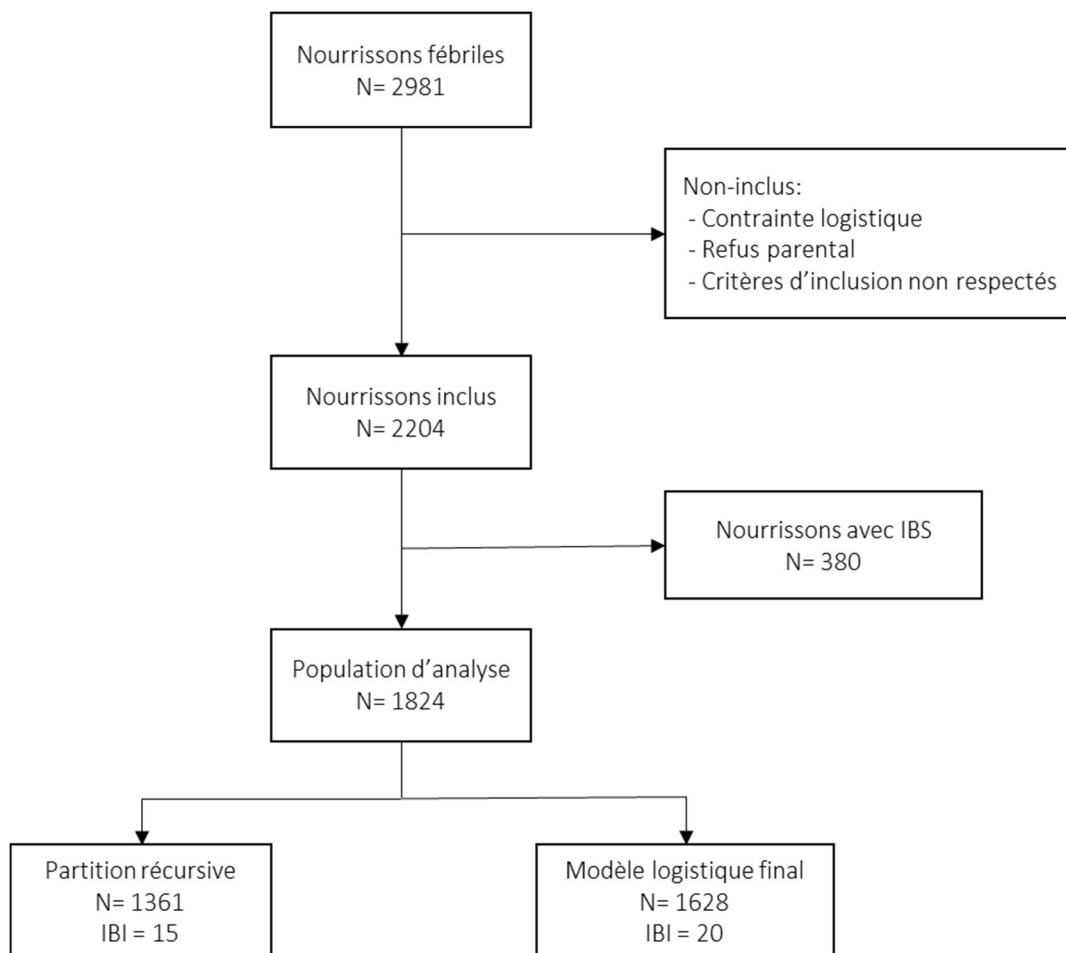 Nourrissons fébriles
N= 2981
Non-inclus:
- Contrainte logistique
- Refus parental
- Critères d’inclusion non respectés
Nourrissons inclus
N= 2204
Nourrissons avec IBS
N= 380
Population d’analyse
N= 1824
Partition récursive
N= 1361
IBI = 15
Modèle logistique final
N= 1628
IBI = 20